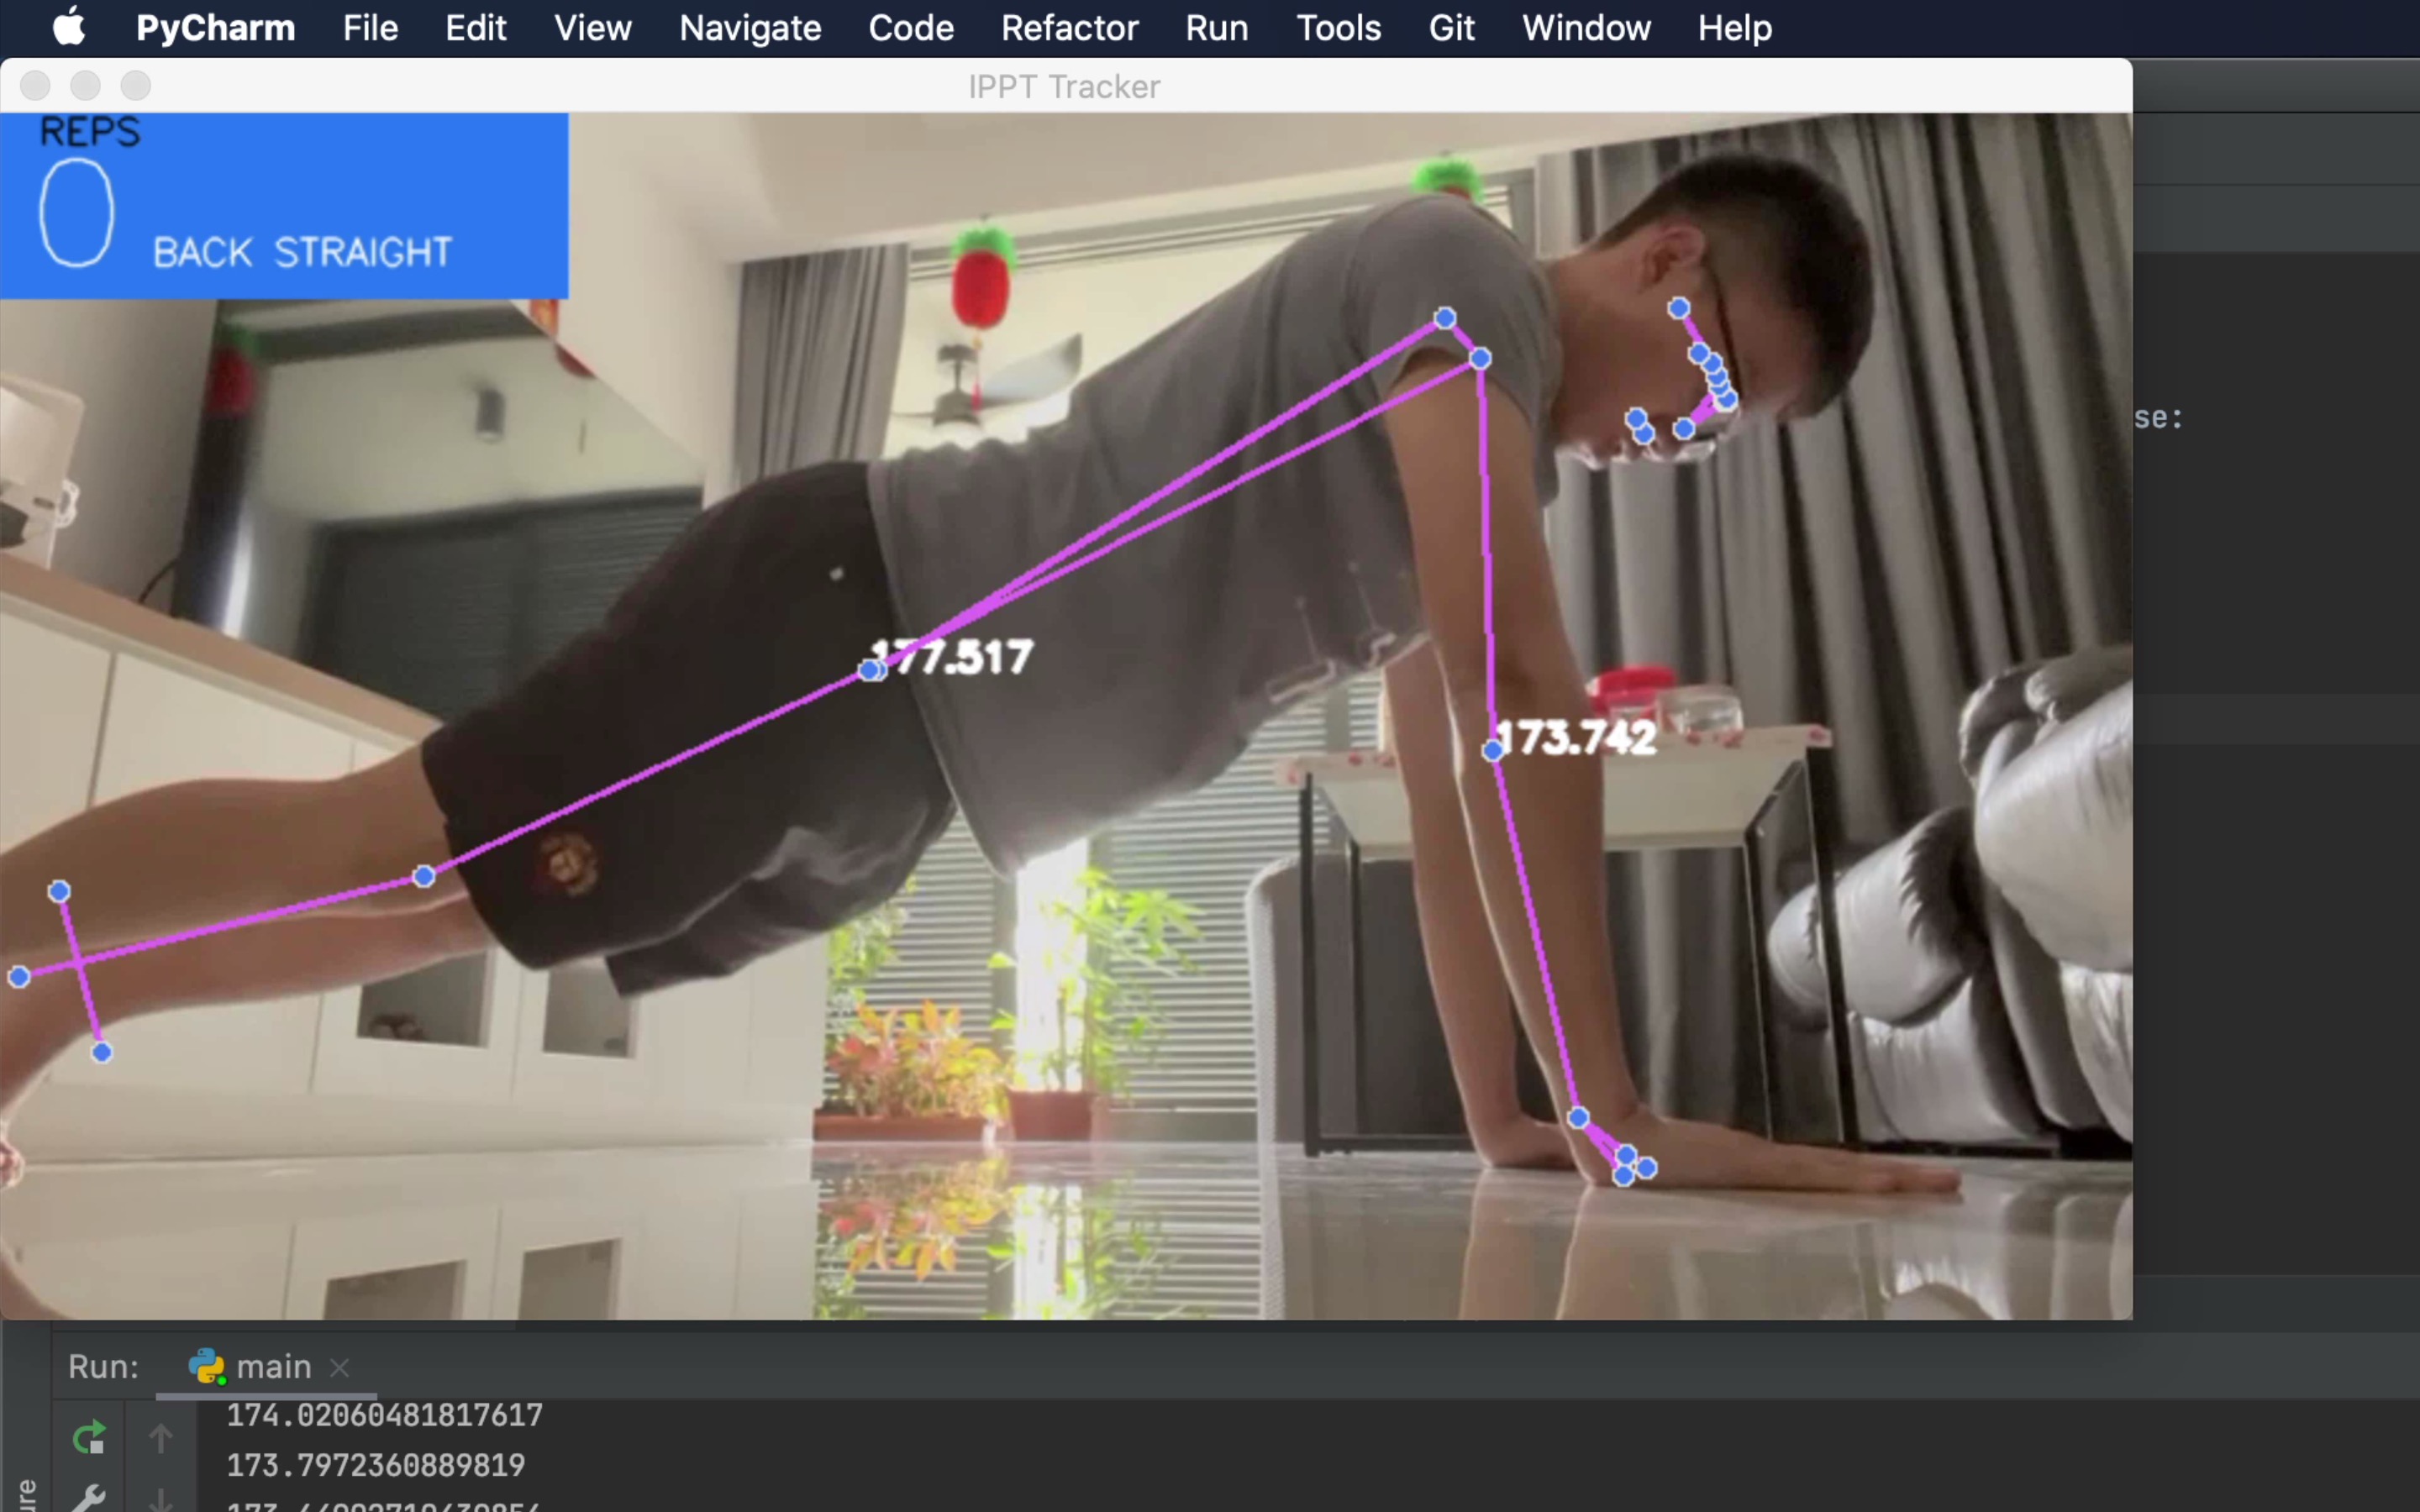 PyCharm File Edit View Navigate Code Refactor Run Tools Git Window Help
IPPT Tracker
REPS
0 BACK STRAIGHT
se:
177.517
173.742
Run: main
174.02060481817617
173.7972360889819